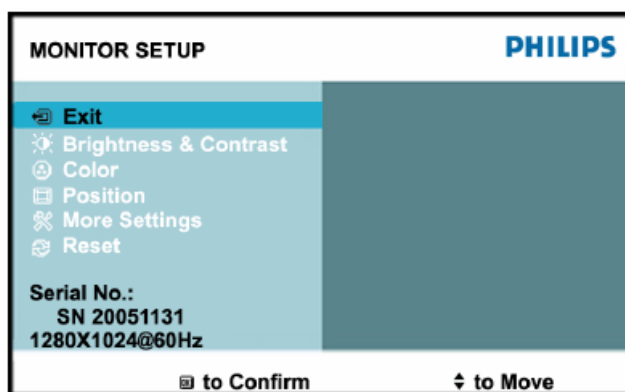 MONITOR SETUP PHILIPS
Exit
Brightness & Contrast
Color
Position
More Settings
Reset
Serial No.:
SN 20051131
1280X1024@60Hz
to Confirm to Move